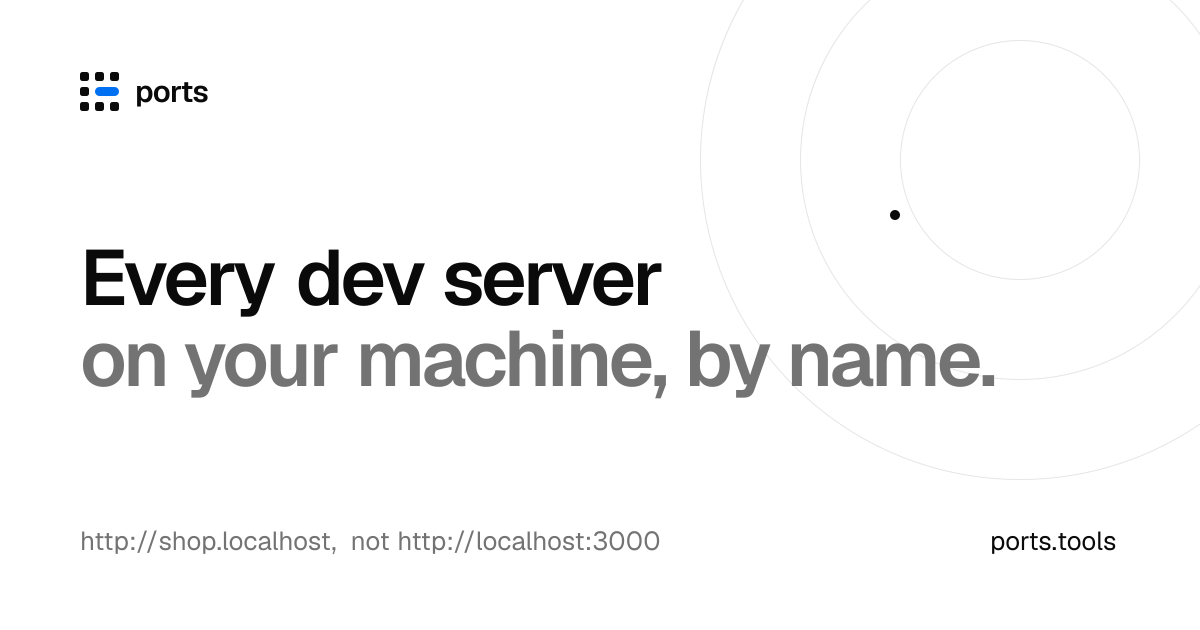 ports
Every dev server
on your machine, by name.
http://shop.localhost, not http://localhost:3000
ports.tools